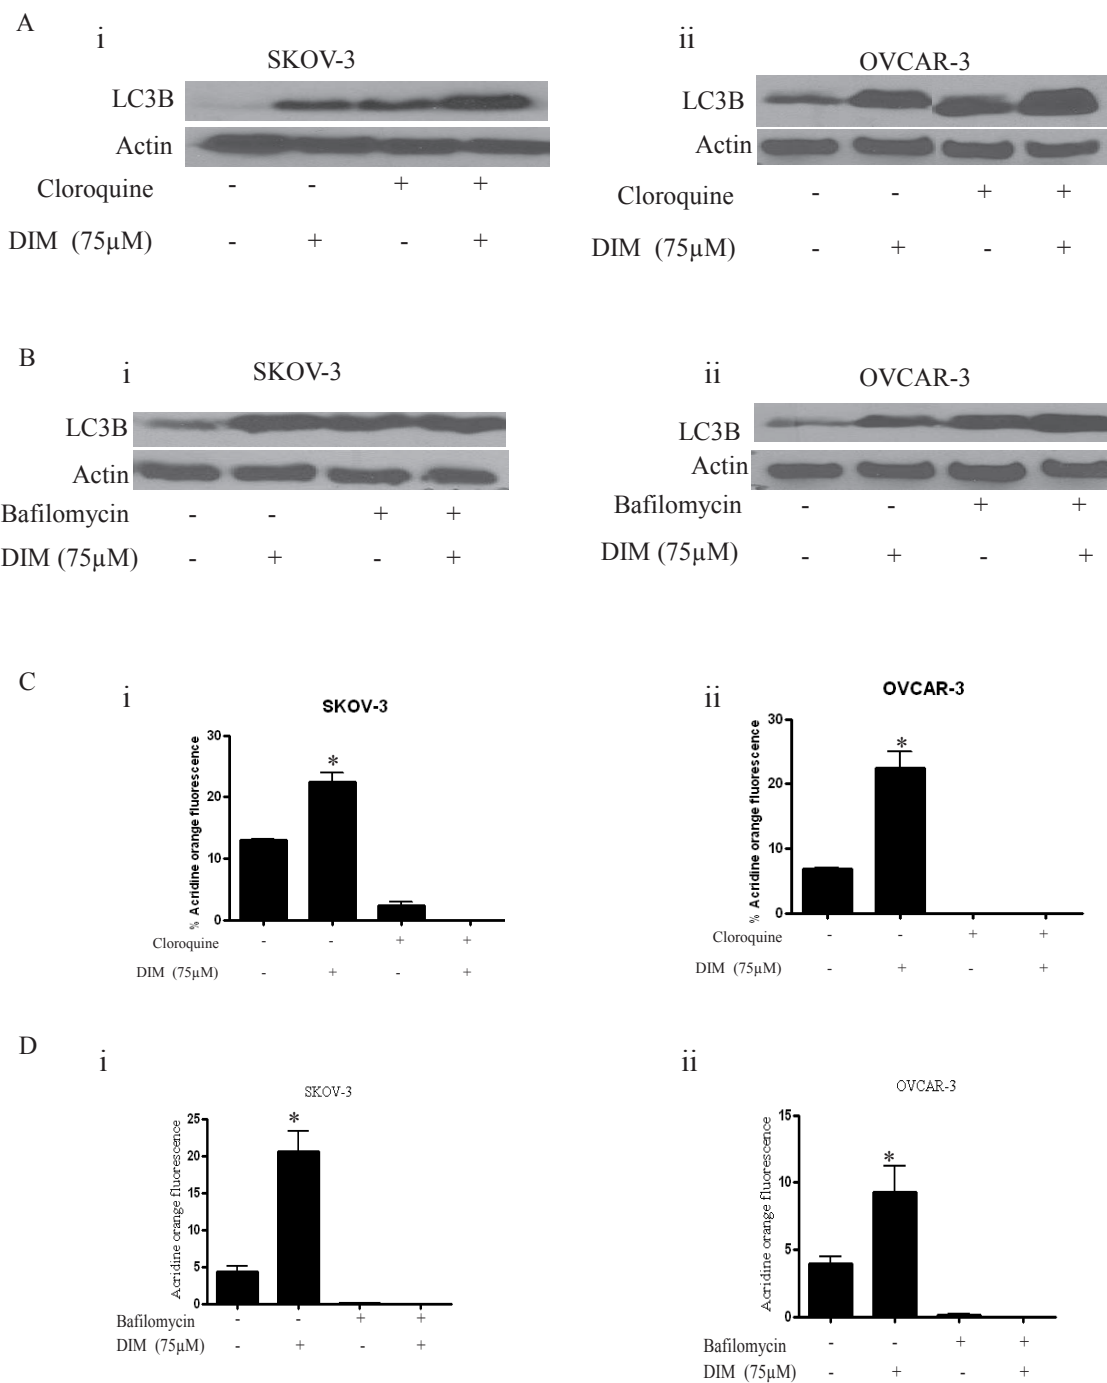 A
i
SKOV-3
LC3B
Actin
Cloroquine - - + +
DIM (75µM) - + - +
ii
OVCAR-3
LC3B
Actin
Cloroquine - - + +
DIM (75µM) - + - +
B
i
SKOV-3
LC3B
Actin
Bafilomycin - - + +
DIM (75µM) - + - +
ii
OVCAR-3
LC3B
Actin
Bafilomycin - - + +
DIM (75µM) - + - +
C
i
SKOV-3
% Acridine orange fluorescence
30
20
10
0
*
Cloroquine - - + +
DIM (75µM) - + - +
ii
OVCAR-3
% Acridine orange fluorescence
30
20
10
0
*
Cloroquine - - + +
DIM (75µM) - + - +
D
i
SKOV-3
Acridine orange fluorescence
25
20
15
10
5
0
*
Bafilomycin - - + +
DIM (75µM) - + - +
ii
OVCAR-3
Acridine orange fluorescence
15
10
5
0
*
Bafilomycin - - + +
DIM (75µM) - + - +